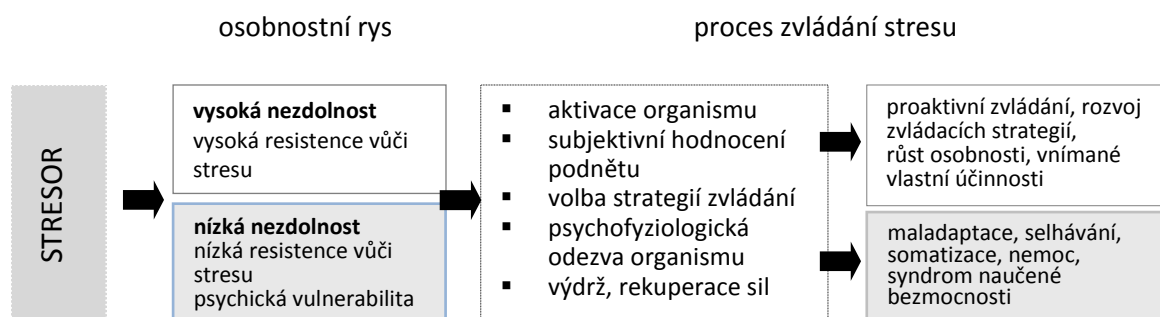 osobnostní rys
proces zvládání stresu
STRESOR
vysoká nezdolnost
vysoká resistence vůči
stresu
nízká nezdolnost
nízká resistence vůči
stresu
psychická vulnerabilita
▪ aktivace organismu
▪ subjektivní hodnocení
podnětu
▪ volba strategií zvládání
▪ psychofyziologická
odezva organismu
▪ výdrž, rekuperace sil
proaktivní zvládání, rozvoj
zvládacích strategií,
růst osobnosti, vnímané
vlastní účinnosti
maladaptace, selhávání,
somatizace, nemoc,
syndrom naučené
bezmocnosti